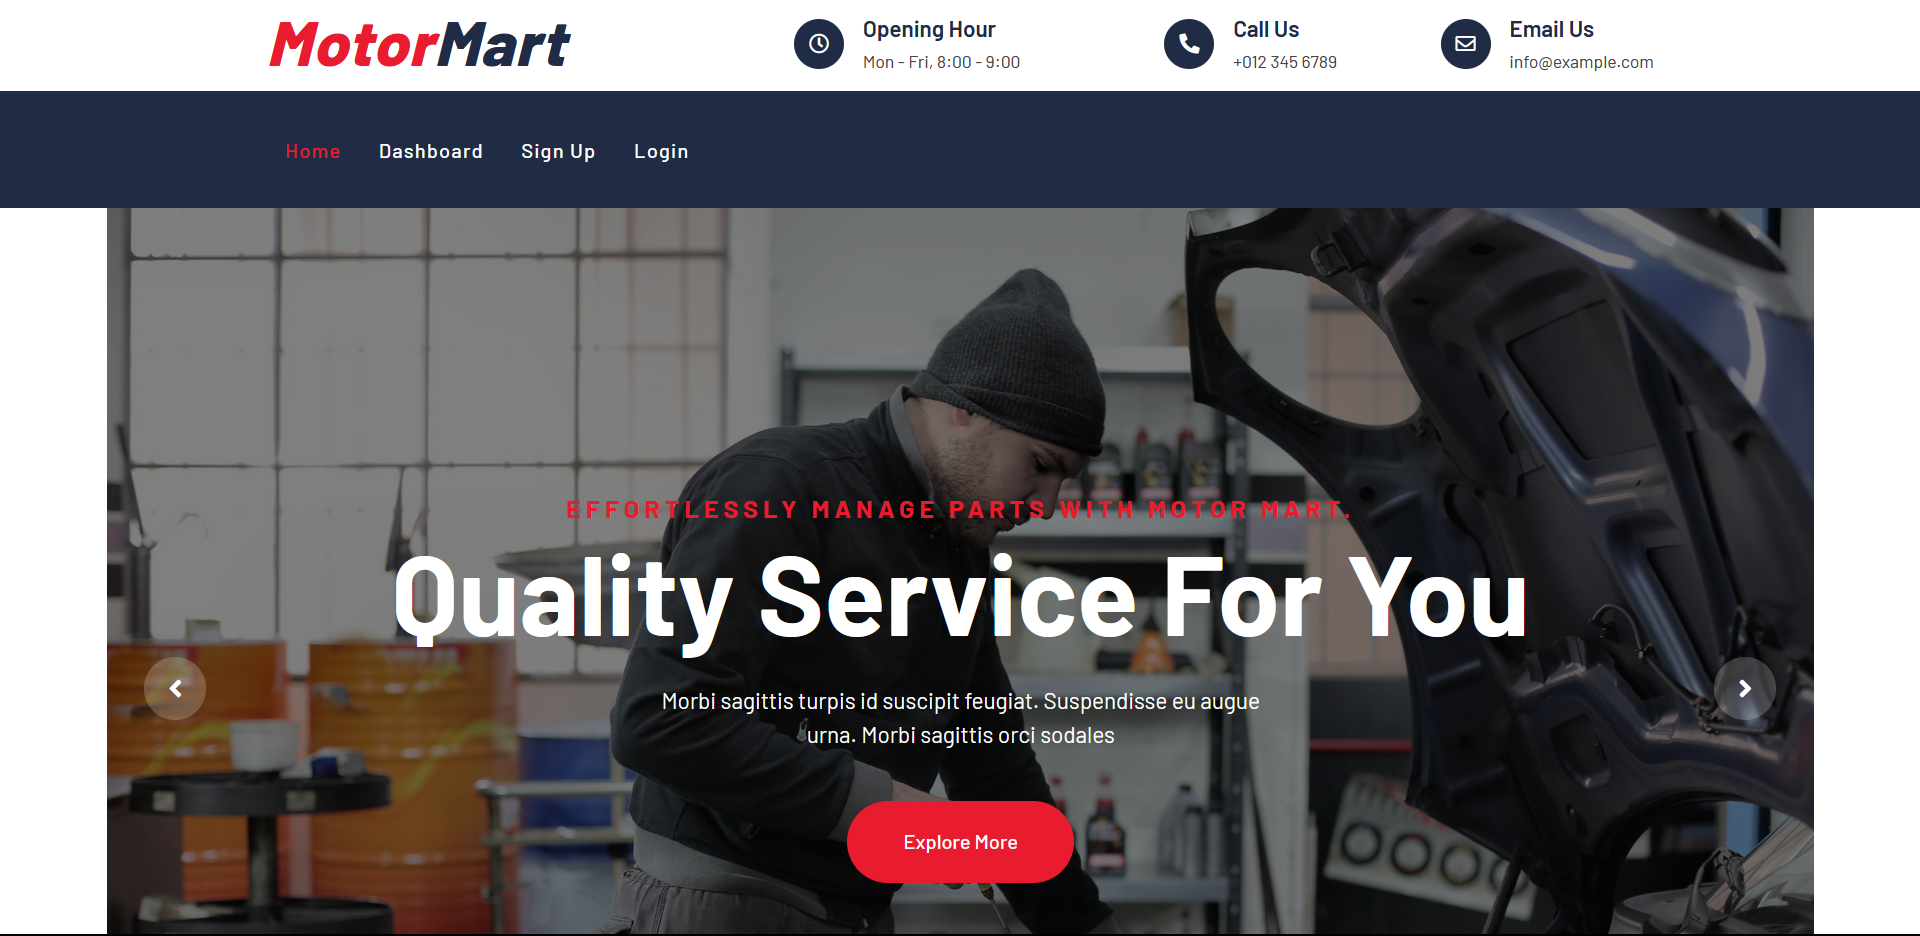 MotorMart
Opening Hour
Mon - Fri, 8:00 - 9:00
Call Us
+012 345 6789
Email Us
info@example.com
Home Dashboard Sign Up Login
EFFORTLESSLY MANAGE PARTS WITH MOTOR MART.
Quality Service For You
Morbi sagittis turpis id suscipit feugiat. Suspendisse eu augue
urna. Morbi sagittis orci sodales
Explore More